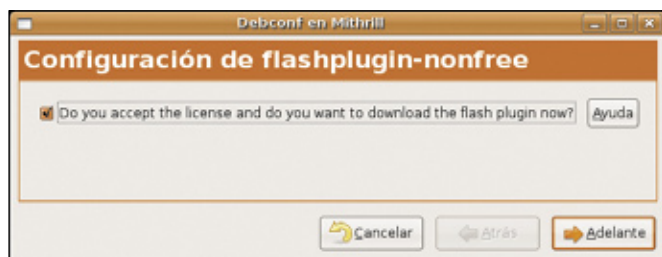 Debconf en Mithrill
Configuración de flashplugin-nonfree
Do you accept the license and do you want to download the flash plugin now?
Ayuda
Cancelar
Atrás
Adelante